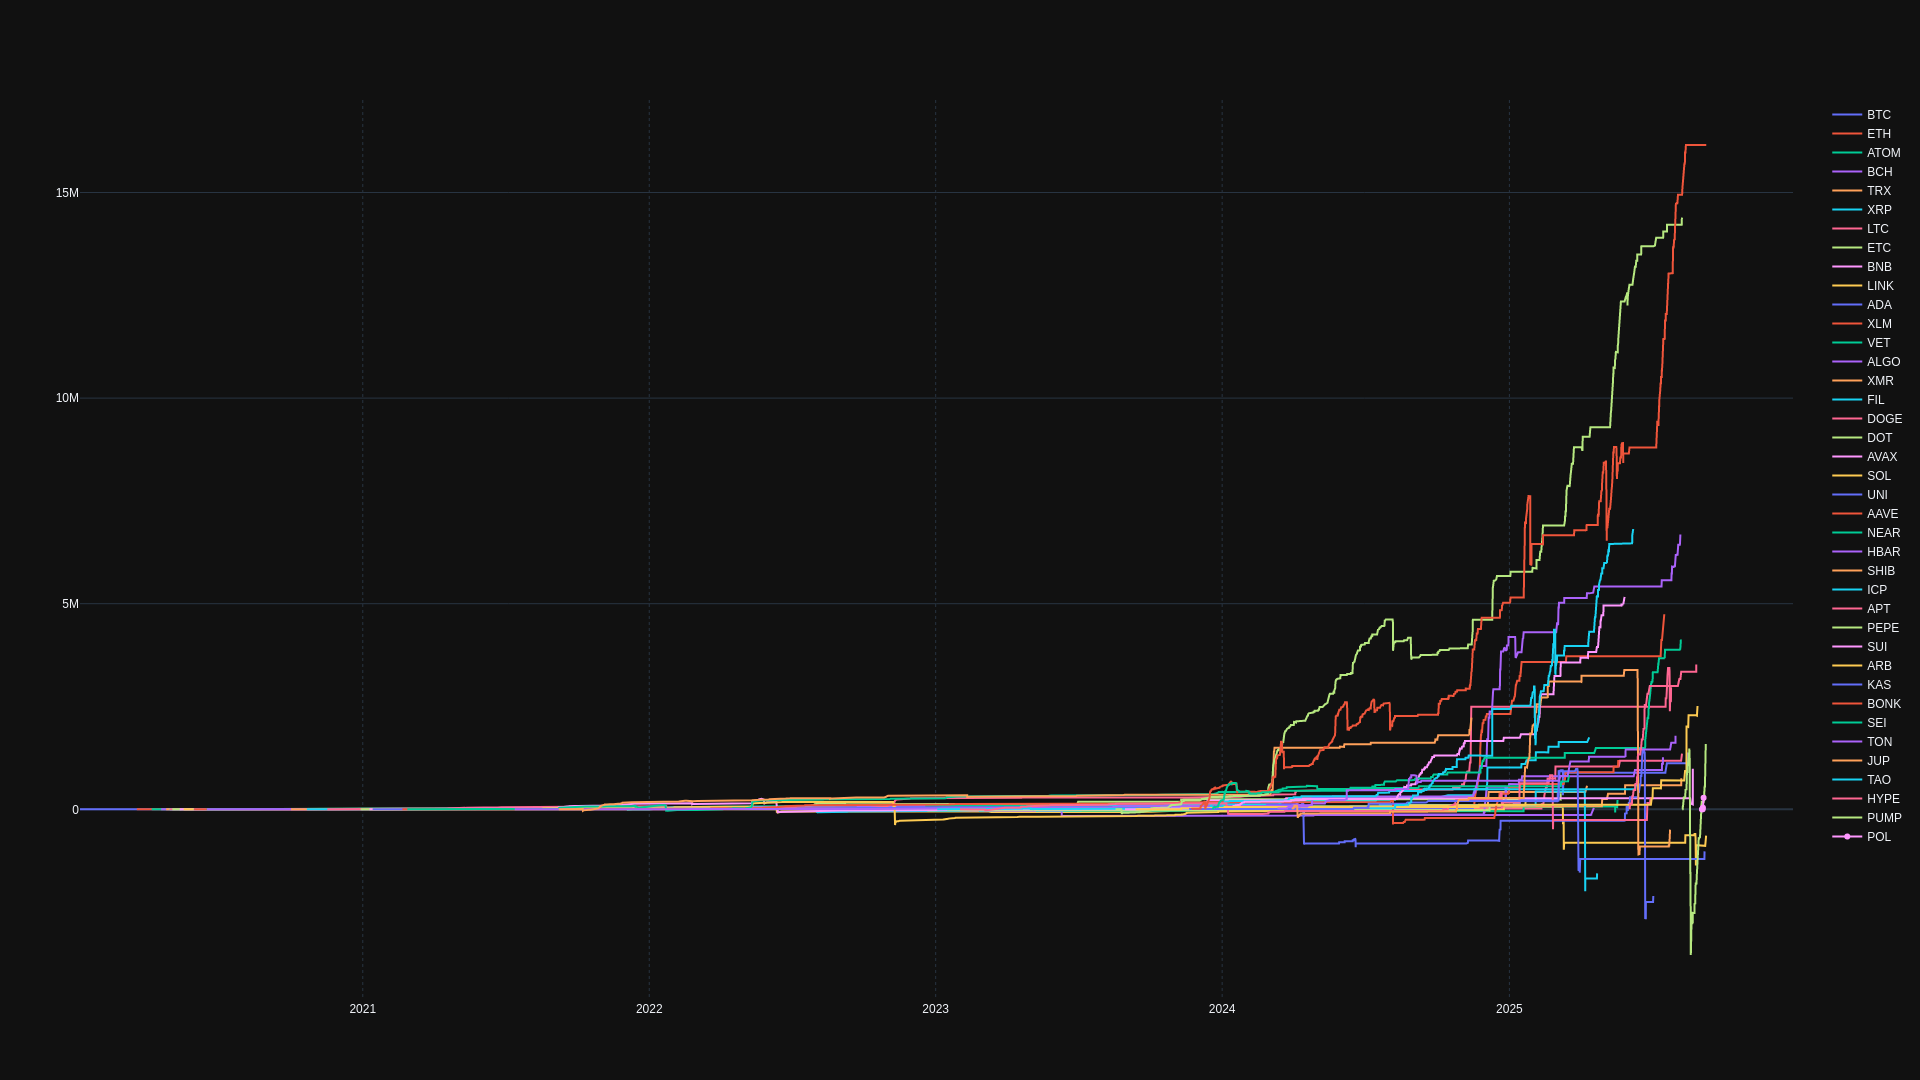 15M
10M
5M
0
2021
2022
2023
2024
2025
BTC
ETH
ATOM
BCH
TRX
XRP
LTC
ETC
BNB
LINK
ADA
XLM
VET
ALGO
XMR
FIL
DOGE
DOT
AVAX
SOL
UNI
AAVE
NEAR
HBAR
SHIB
ICP
APT
PEPE
SUI
ARB
KAS
BONK
SEI
TON
JUP
TAO
HYPE
PUMP
POL